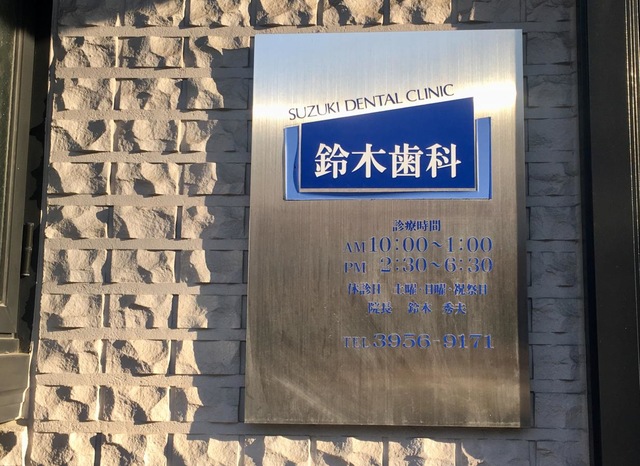 SUZUKI DENTAL CLINIC
鈴木歯科
診療時間
AM 10:00~1:00
PM 2:30~6:30
休診日 土曜・日曜・祝祭日
院長 鈴木 秀夫
TEL 3956-9171